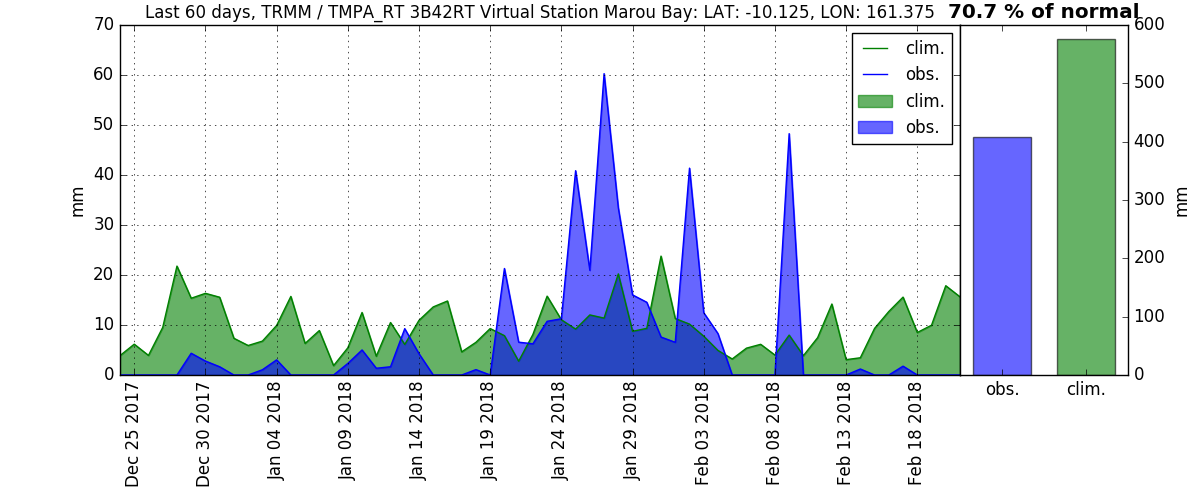 Last 60 days, TRMM / TMPA_RT 3B42RT Virtual Station Marou Bay: LAT: -10.125, LON: 161.375
70.7 % of normal
70
60
50
40
30
20
10
0
mm
clim.
obs.
clim.
obs.
600
500
400
300
200
100
0
mm
obs.
clim.
Dec 25 2017
Dec 30 2017
Jan 04 2018
Jan 09 2018
Jan 14 2018
Jan 19 2018
Jan 24 2018
Jan 29 2018
Feb 03 2018
Feb 08 2018
Feb 13 2018
Feb 18 2018